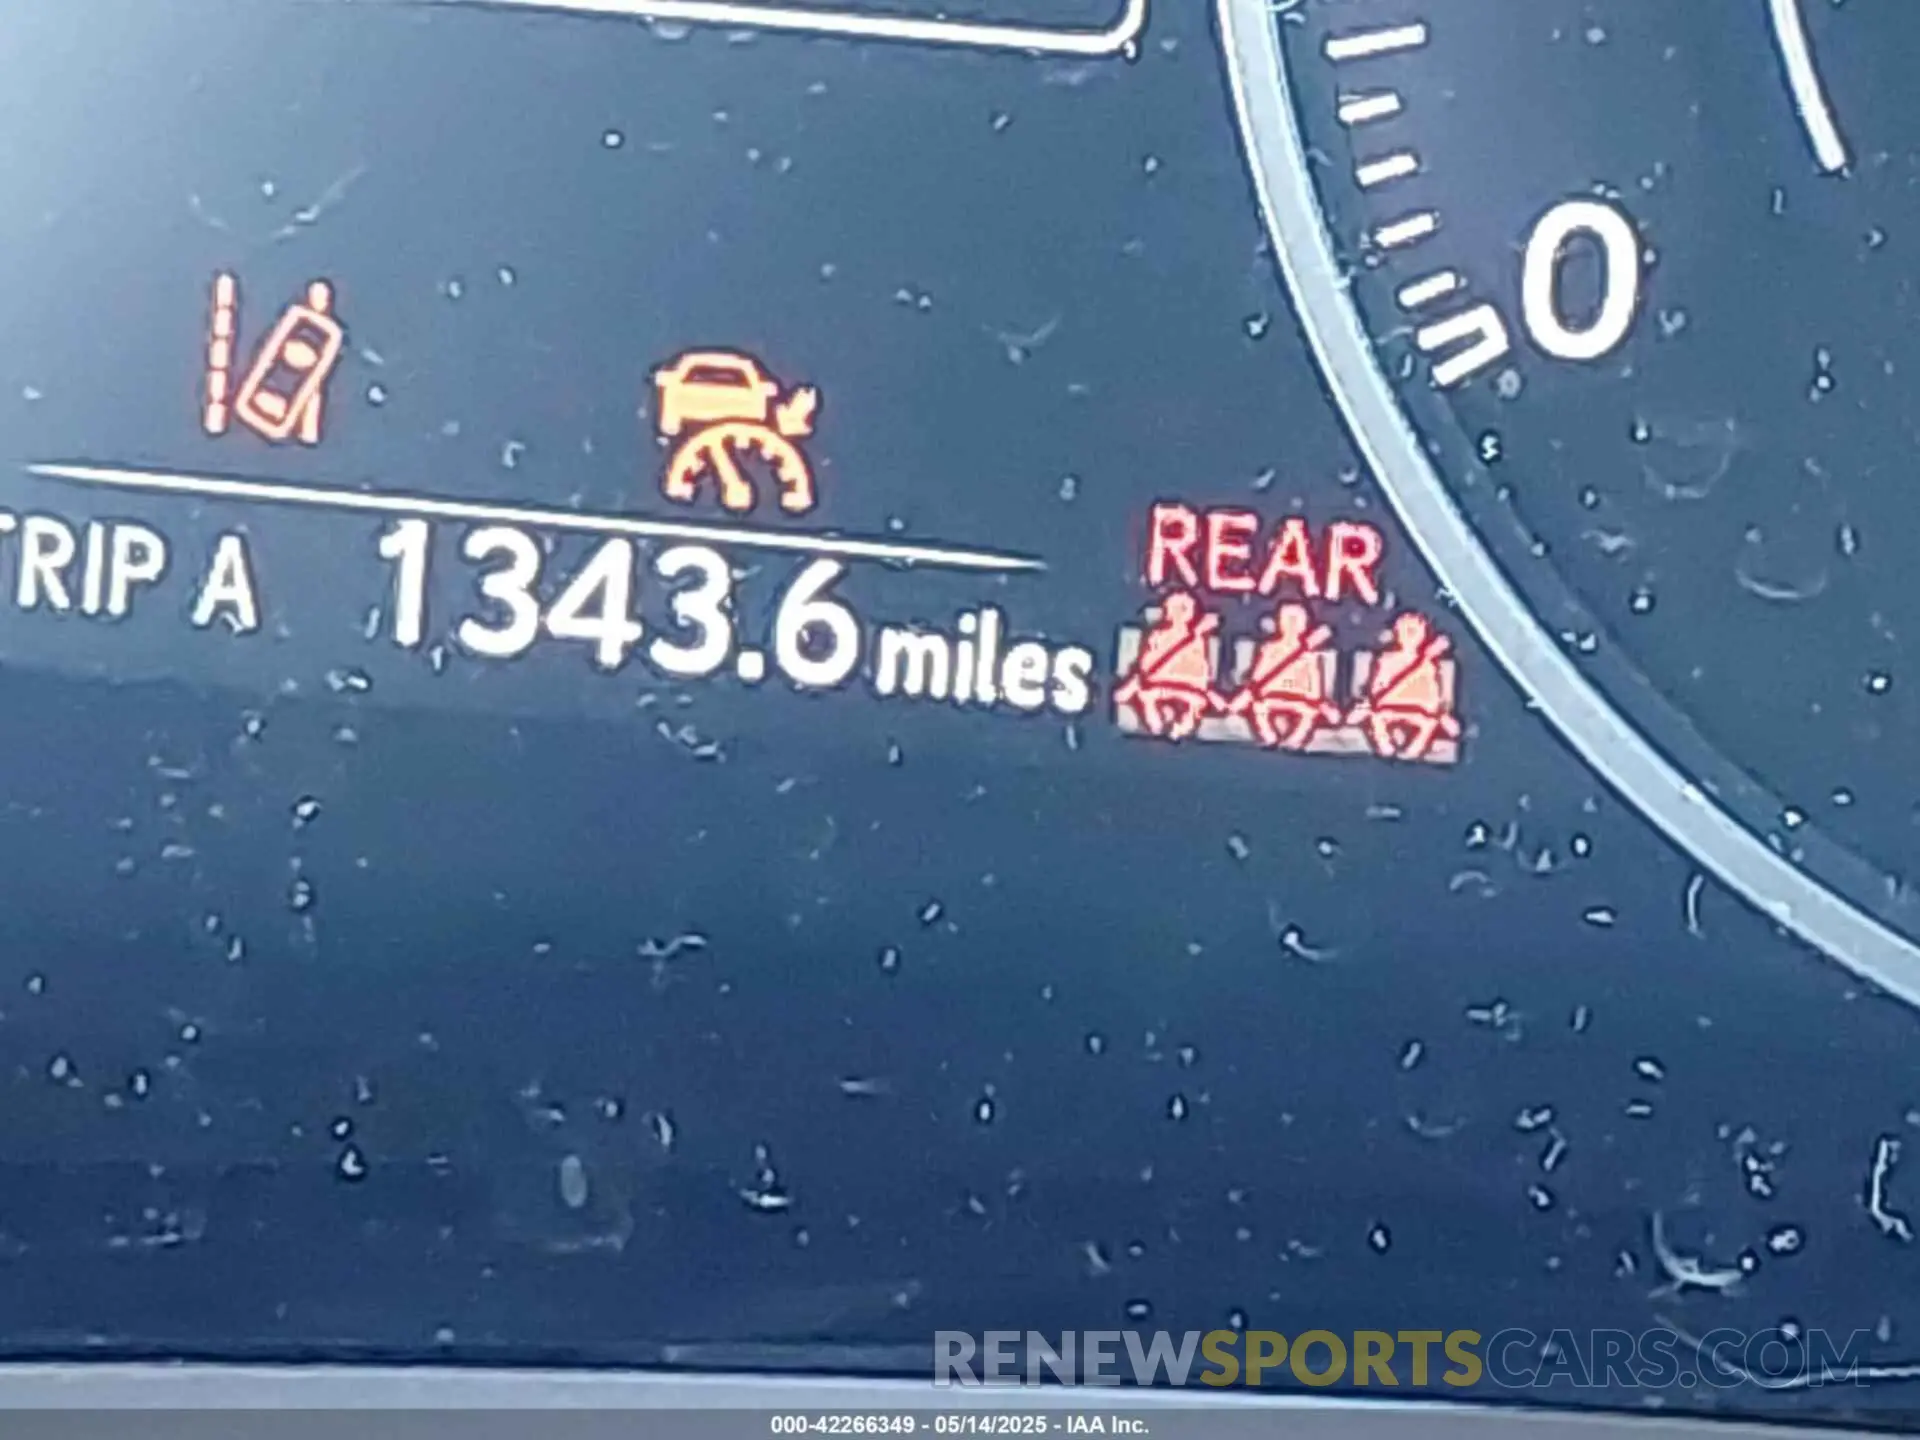 0
REAR
TRIP A 1343.6 miles
RENEWSPORTSCARS.COM
000-42266349 - 05/14/2025 - IAA Inc.